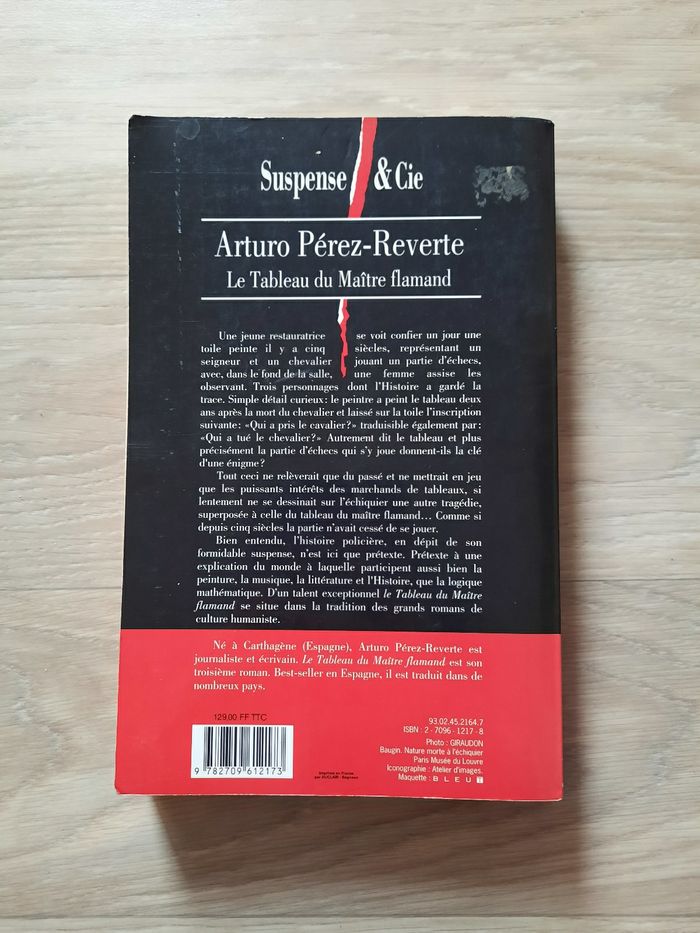 Suspense & Cie
Arturo Pérez-Reverte
Le Tableau du Maître flamand
Une jeune restauratrice se voit confier un jour une
toile peinte il y a cinq siècles, représentant un
seigneur et un chevalier jouant un partie d'échecs,
avec, dans le fond de la salle, une femme assise les
observant. Trois personnages dont l'Histoire a gardé la
trace. Simple détail curieux : le peintre a peint le tableau deux
ans après la mort du chevalier et laissé sur la toile l'inscription
suivante : «Qui a pris le cavalier?» traduisible également par :
«Qui a tué le chevalier?» Autrement dit le tableau et plus
précisément la partie d'échecs qui s'y joue donnent-ils la clé
d'une énigme?
Tout ceci ne relèverait que du passé et ne mettrait en jeu
que les puissants intérêts des marchands de tableaux, si
lentement ne se dessinait sur l'échiquier une autre tragédie,
superposée à celle du tableau du maître flamand... Comme si
depuis cinq siècles la partie n'avait cessé de se jouer.
Bien entendu, l'histoire policière, en dépit de son
formidable suspense, n'est ici que prétexte. Prétexte à une
explication du monde à laquelle participent aussi bien la
peinture, la musique, la littérature et l'Histoire, que la logique
mathématique. D'un talent exceptionnel le Tableau du Maître
flamand se situe dans la tradition des grands romans de
culture humaniste.
Né à Carthagène (Espagne), Arturo Pérez-Reverte est
journaliste et écrivain. Le Tableau du Maître flamand est son
troisième roman. Best-seller en Espagne, il est traduit dans de
nombreux pays.
129,00 FF TTC
9 782709 612173
Imprimé en France
par AUBIN - Ligugé
93.02.45.2164.7
ISBN : 2 - 7096 - 1217 - 8
Photo : GIRAUDON
Baugin. Nature morte à l'échiquier
Paris Musée du Louvre
Iconographie : Atelier d'images.
Maquette : BLEU T